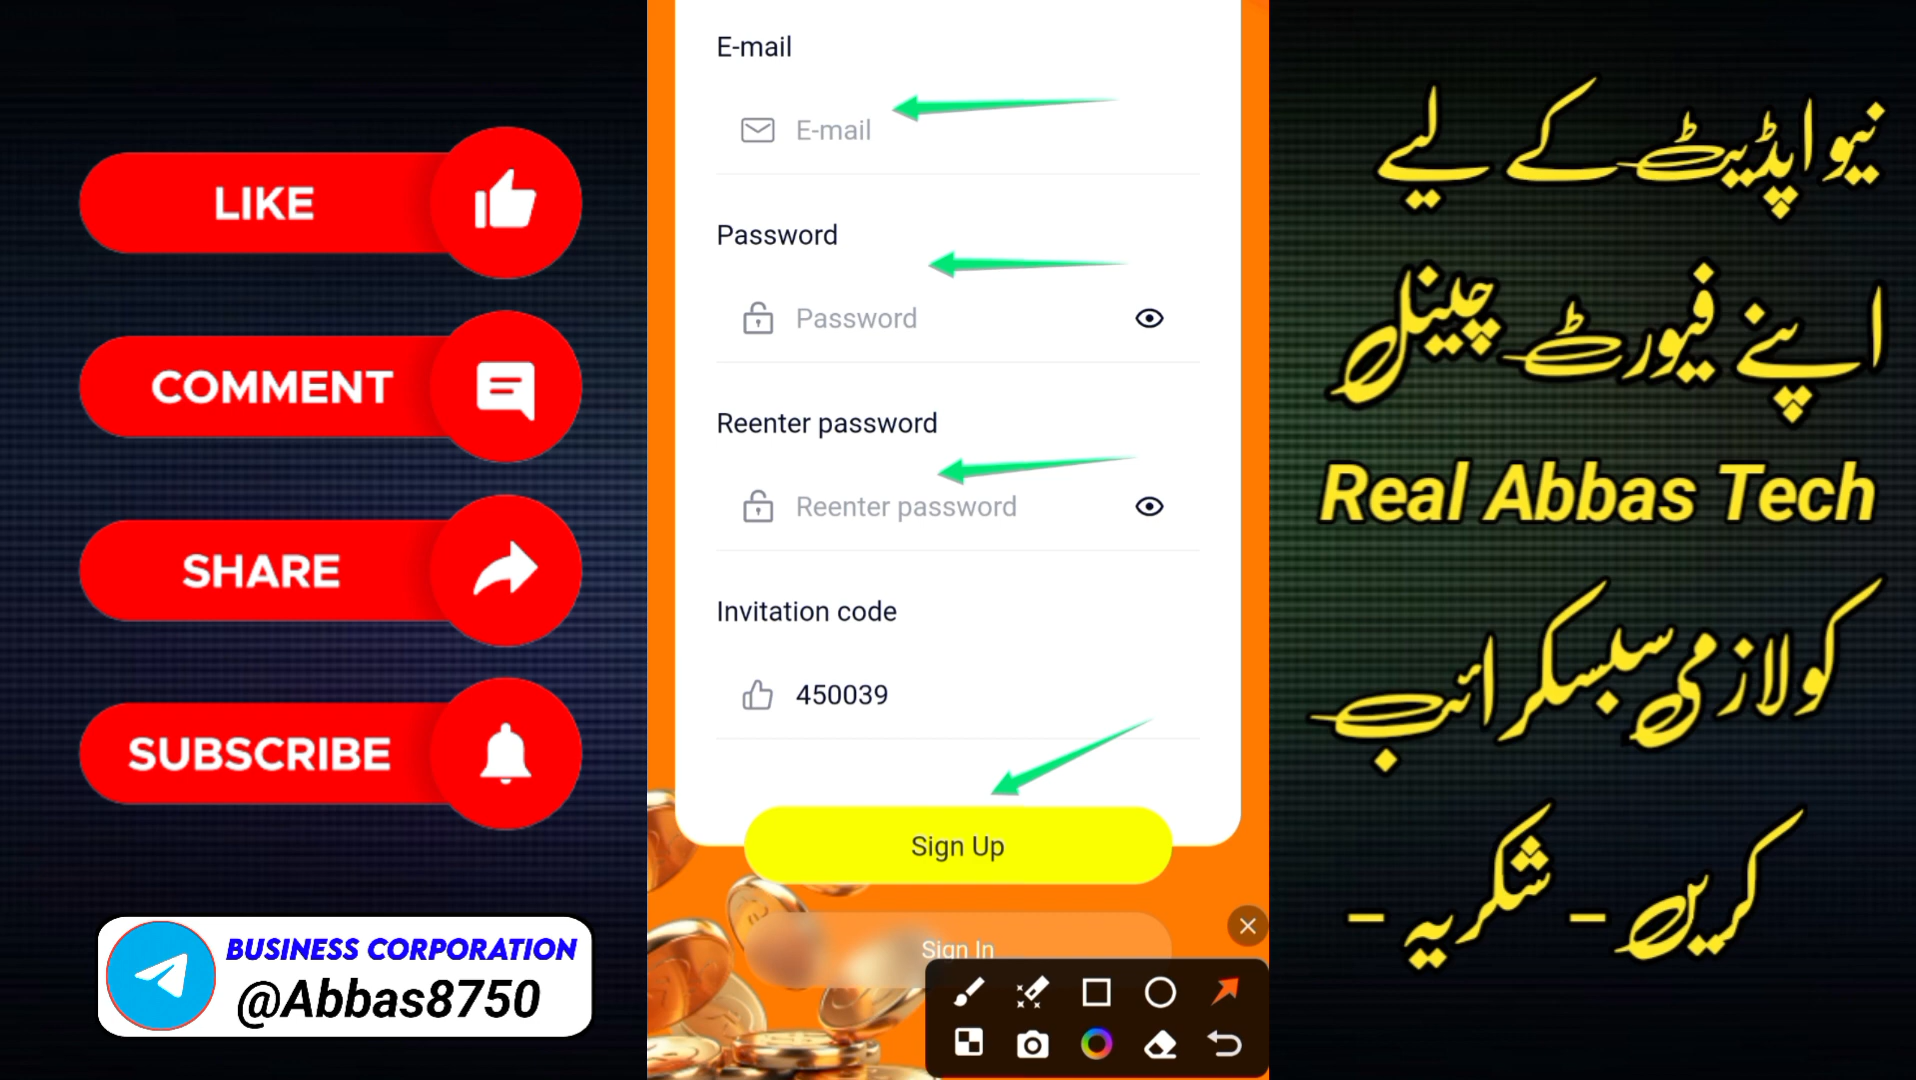 LIKE
COMMENT
SHARE
SUBSCRIBE
BUSINESS CORPORATION
@Abbas8750
E-mail
E-mail
Password
Password
Reenter password
Reenter password
Invitation code
450039
Sign Up
Sign In
نیو اپڈیٹ کے لیے
اپنے فیورٹ چینل
Real Abbas Tech
کو لازمی سبسکرائب
کریں - شکریہ -